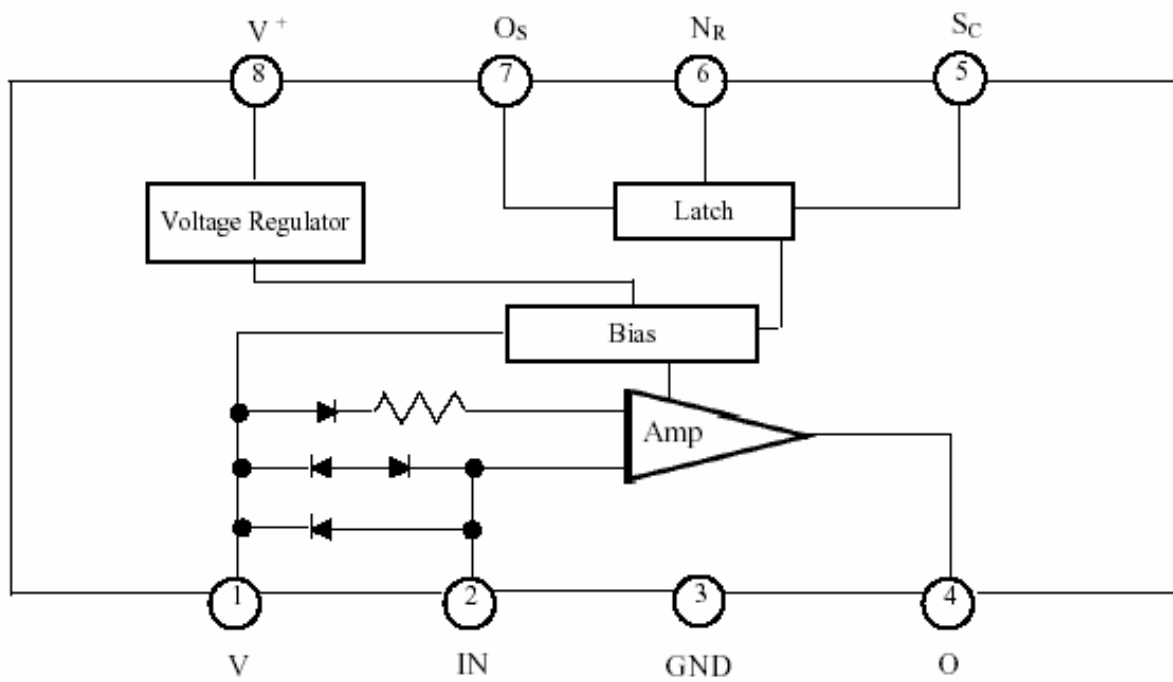 V + OS NR SC
8 7 6 5
Voltage Regulator
Latch
Bias
Amp
1 2 3 4
V IN GND O